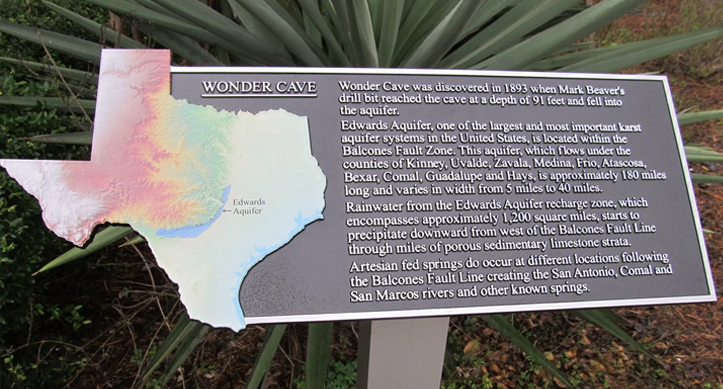 WONDER CAVE
Wonder Cave was discovered in 1893 when Mark Beaver's
drill bit reached the cave at a depth of 91 feet and fell into
the aquifer.
Edwards Aquifer, one of the largest and most important karst
aquifer systems in the United States, is located within the
Balcones Fault Zone. This aquifer, which flows under the
counties of Kinney, Uvalde, Zavala, Medina, Frio, Atascosa,
Bexar, Comal, Guadalupe and Hays, is approximately 180 miles
long and varies in width from 5 miles to 40 miles.
Rainwater from the Edwards Aquifer recharge zone, which
encompasses approximately 1,200 square miles, starts to
precipitate downward from west of the Balcones Fault Line
through miles of porous sedimentary limestone strata.
Artesian fed springs do occur at different locations following
the Balcones Fault Line creating the San Antonio, Comal and
San Marcos rivers and other known springs.
Edwards
Aquifer